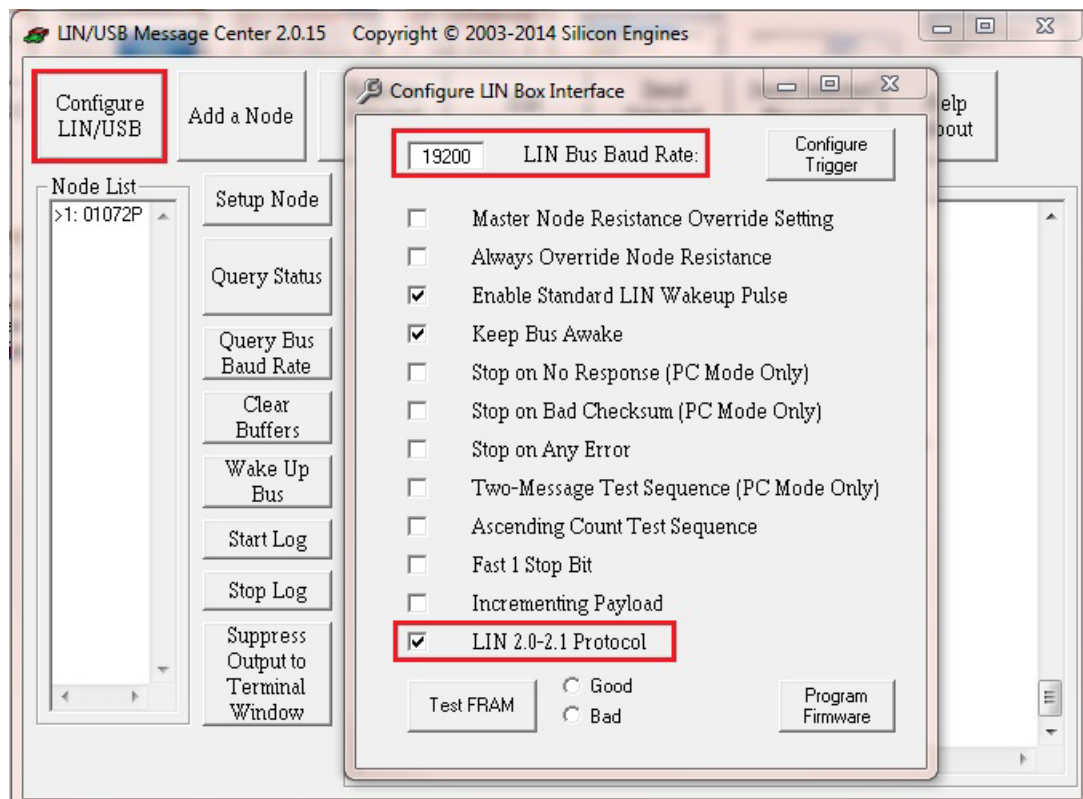 LIN/USB Message Center 2.0.15 Copyright © 2003-2014 Silicon Engines
Configure
LIN/USB
Add a Node
Configure LIN Box Interface
elp
bout
19200 LIN Bus Baud Rate:
Configure
Trigger
Node List
>1: 01072P
Setup Node
Query Status
Query Bus
Baud Rate
Clear
Buffers
Wake Up
Bus
Start Log
Stop Log
Suppress
Output to
Terminal
Window
Master Node Resistance Override Setting
Always Override Node Resistance
Enable Standard LIN Wakeup Pulse
Keep Bus Awake
Stop on No Response (PC Mode Only)
Stop on Bad Checksum (PC Mode Only)
Stop on Any Error
Two-Message Test Sequence (PC Mode Only)
Ascending Count Test Sequence
Fast 1 Stop Bit
Incrementing Payload
LIN 2.0-2.1 Protocol
Test FRAM
Good
Bad
Program
Firmware